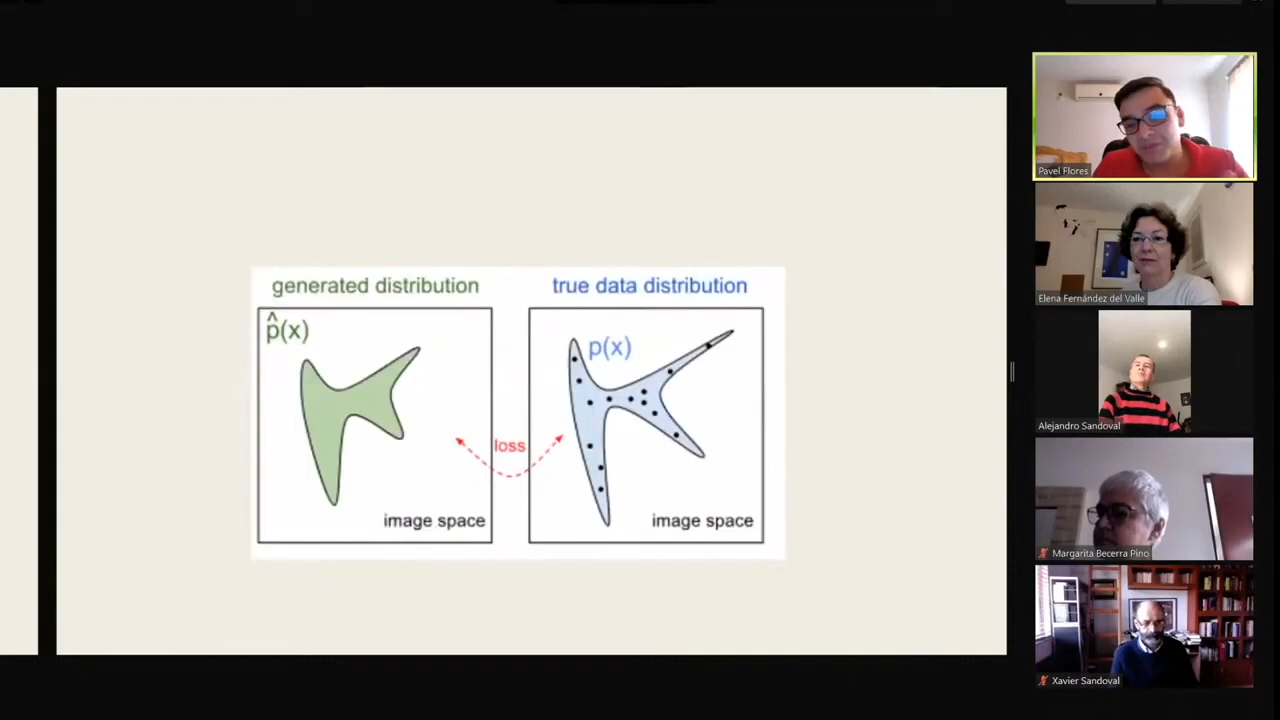 generated distribution
true data distribution
p̂(x)
p(x)
loss
image space
image space
Pavel Flores
Elena Fernández del Valle
Alejandro Sandoval
Margarita Becerra Pino
Xavier Sandoval